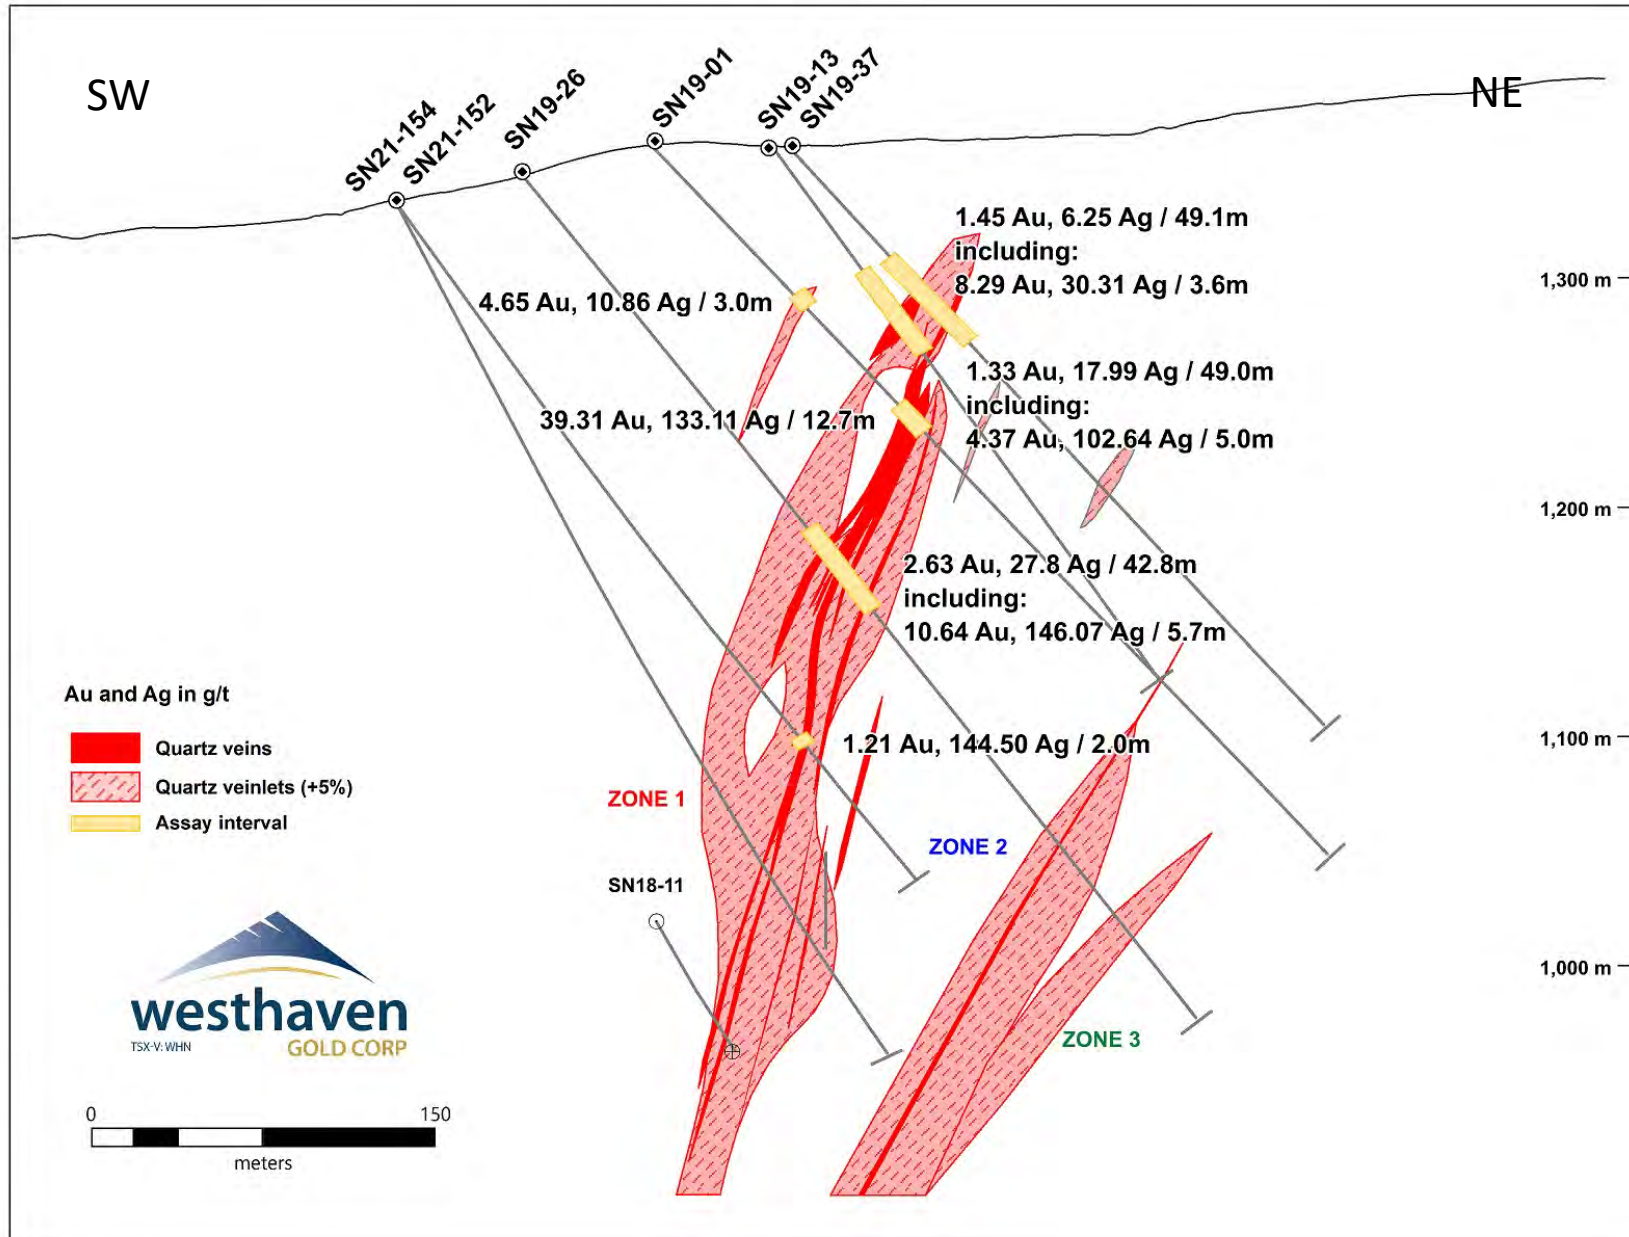 SW
NE
SN21-154
SN21-152
SN19-26
SN19-01
SN19-13
SN19-37
1.45 Au, 6.25 Ag / 49.1m
including:
8.29 Au, 30.31 Ag / 3.6m
1,300 m
4.65 Au, 10.86 Ag / 3.0m
1.33 Au, 17.99 Ag / 49.0m
including:
4.37 Au, 102.64 Ag / 5.0m
39.31 Au, 133.11 Ag / 12.7m
1,200 m
2.63 Au, 27.8 Ag / 42.8m
including:
10.64 Au, 146.07 Ag / 5.7m
1.21 Au, 144.50 Ag / 2.0m
1,100 m
Au and Ag in g/t
Quartz veins
Quartz veinlets (+5%)
Assay interval
ZONE 1
ZONE 2
SN18-11
1,000 m
ZONE 3
westhaven
TSX-V: WHN
GOLD CORP
0
150
meters